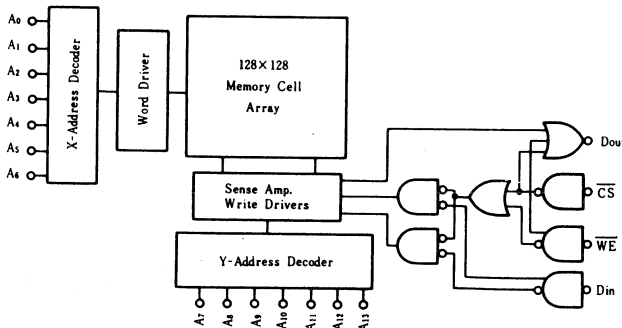 A0
A1
A2
A3
A4
A5
A6
X-Address Decoder
Word Driver
128×128
Memory Cell
Array
Sense Amp.
Write Drivers
Y-Address Decoder
A7
A8
A9
A10
A11
A12
A13
Dou
CS
WE
Din